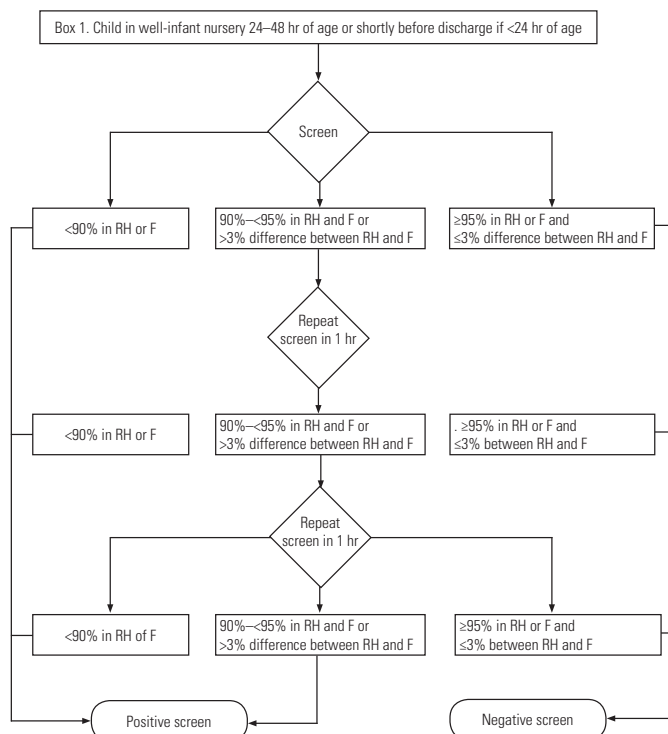 Box 1. Child in well-infant nursery 24–48 hr of age or shortly before discharge if <24 hr of age
Screen
<90% in RH or F
90%–<95% in RH and F or
>3% difference between RH and F
≥95% in RH or F and
≤3% difference between RH and F
Repeat
screen in 1 hr
<90% in RH or F
90%–<95% in RH and F or
>3% difference between RH and F
. ≥95% in RH or F and
≤3% between RH and F
Repeat
screen in 1 hr
<90% in RH of F
90%–<95% in RH and F or
>3% difference between RH and F
≥95% in RH or F and
≤3% between RH and F
Positive screen
Negative screen